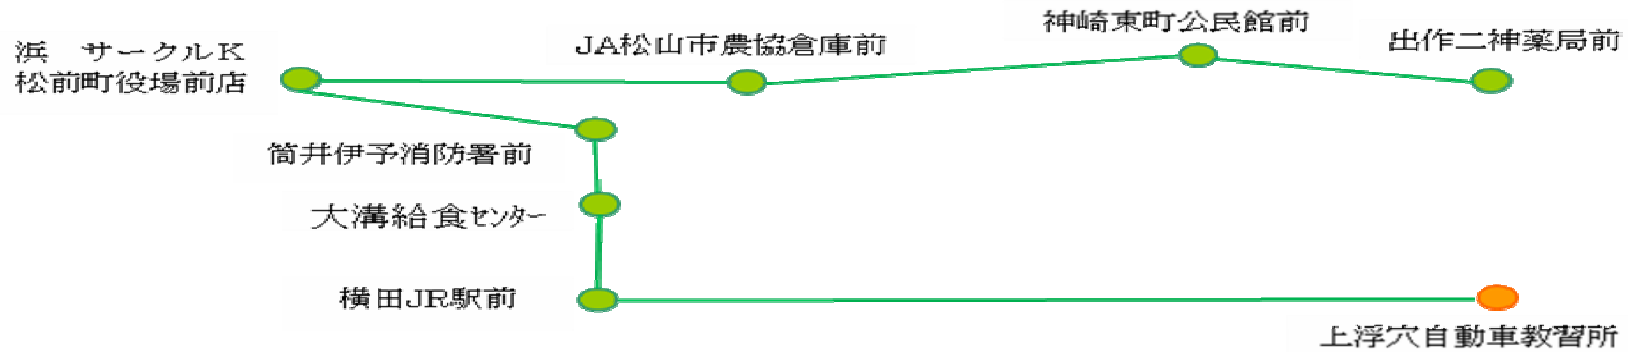 神崎東町公民館前
浜　サークルK
松前町役場前店
JA松山市農協倉庫前
出作二神薬局前
筒井伊予消防署前
大溝給食センター
横田JR駅前
上浮穴自動車教習所